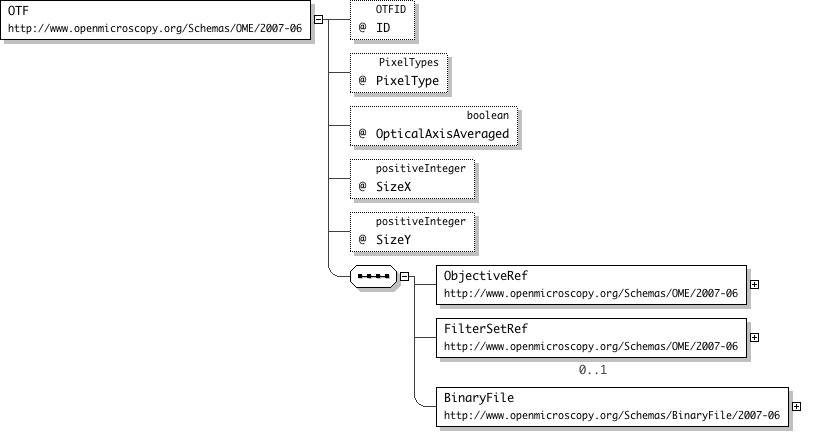 OTF
http://www.openmicroscopy.org/Schemas/OME/2007-06
OTFID
@ ID
PixelTypes
@ PixelType
boolean
@ OpticalAxisAveraged
positiveInteger
@ SizeX
positiveInteger
@ SizeY
ObjectiveRef
http://www.openmicroscopy.org/Schemas/OME/2007-06
FilterSetRef
http://www.openmicroscopy.org/Schemas/OME/2007-06
0..1
BinaryFile
http://www.openmicroscopy.org/Schemas/BinaryFile/2007-06